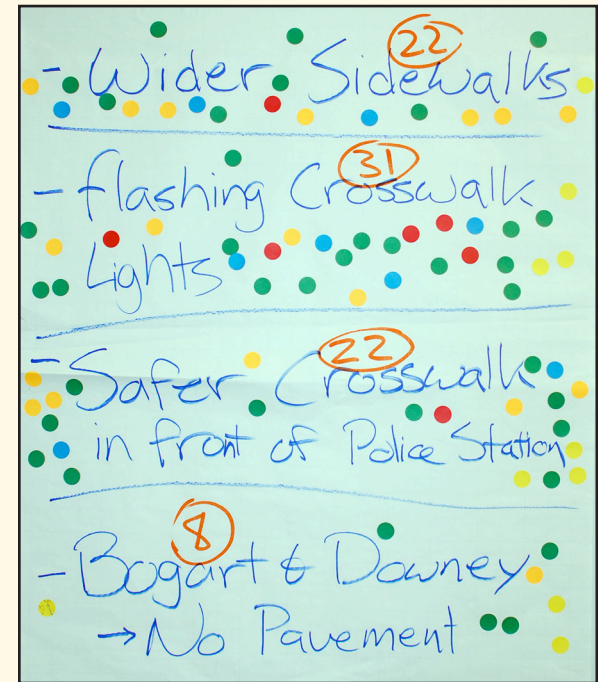 22
- Wider Sidewalks
31
- flashing Crosswalk
Lights
22
- Safer Crosswalk
in front of Police Station
8
- Bogart & Downey
→ No Pavement